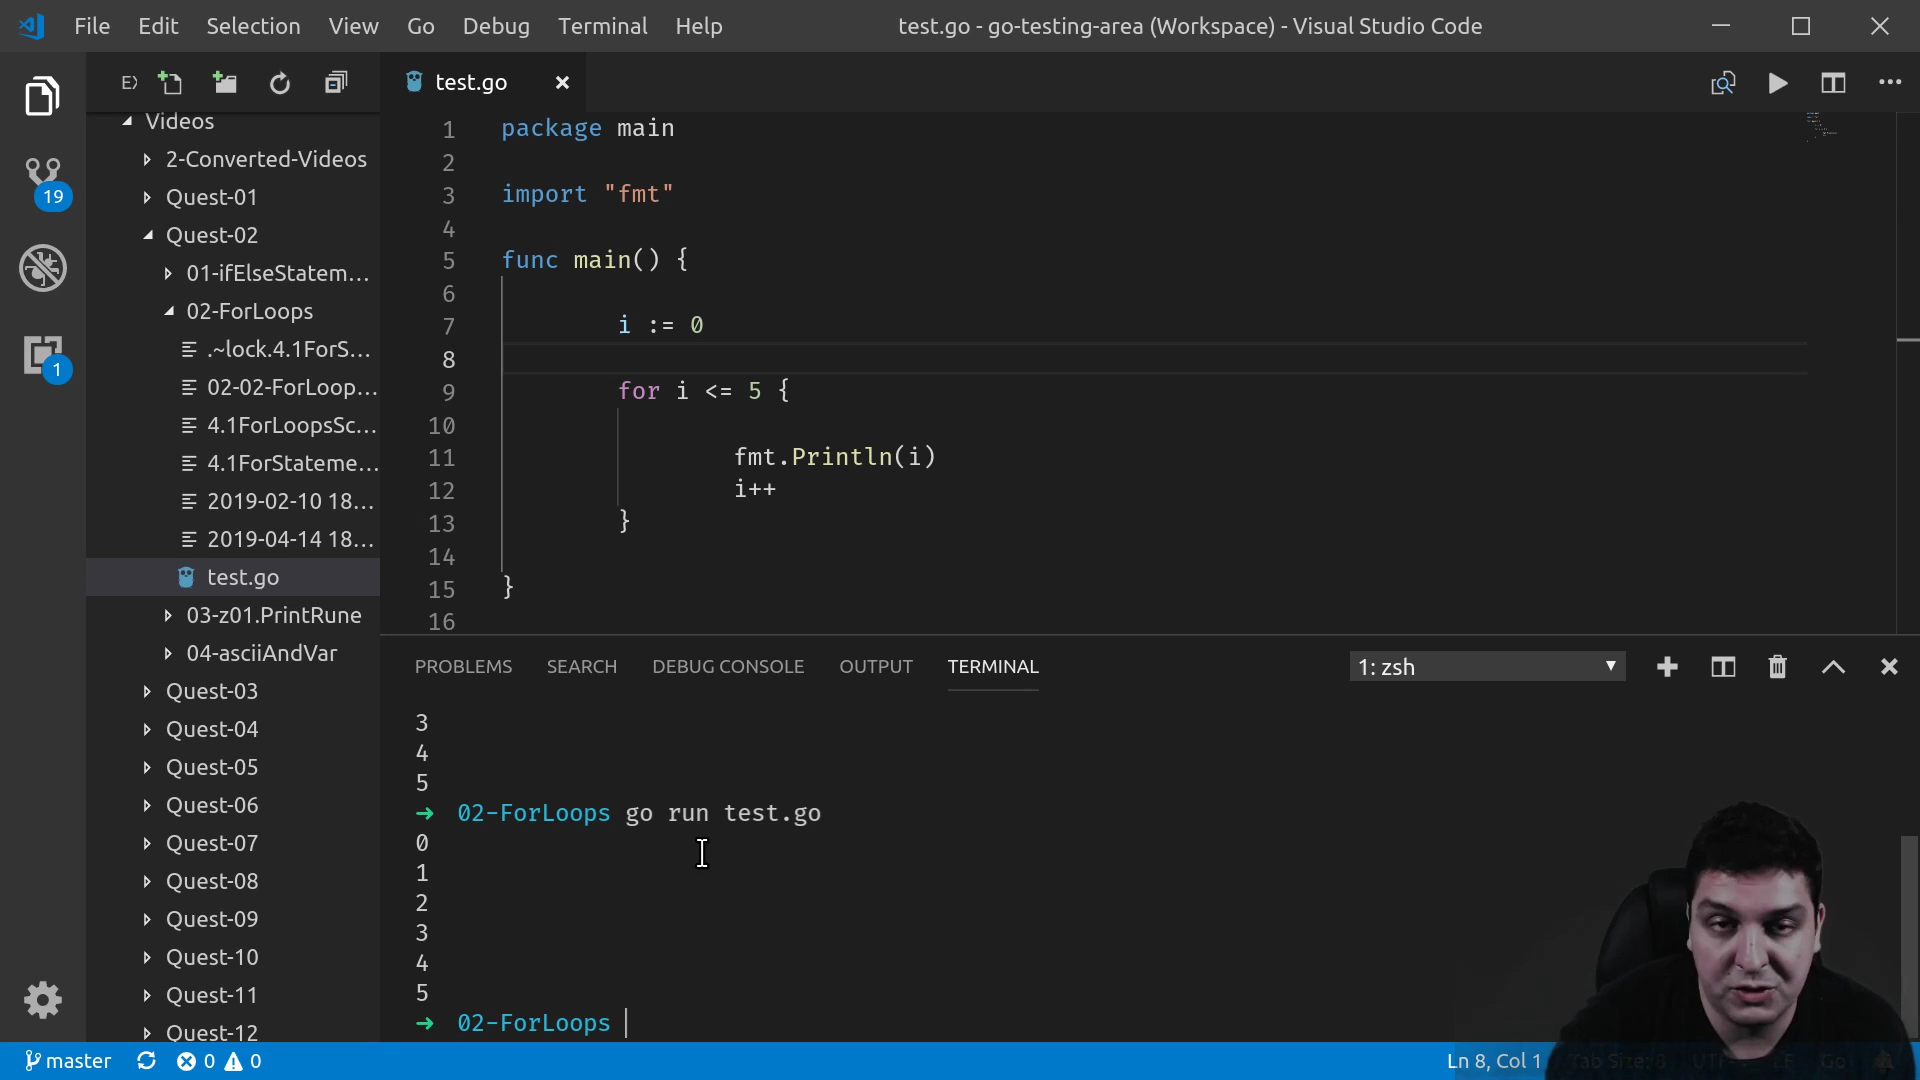 File Edit Selection View Go Debug Terminal Help
test.go - go-testing-area (Workspace) - Visual Studio Code
19
1
Videos
2-Converted-Videos
Quest-01
Quest-02
01-ifElseStatem...
02-ForLoops
.~lock.4.1ForS...
02-02-ForLoop...
4.1ForLoopsSc...
4.1ForStateme...
2019-02-10 18...
2019-04-14 18...
test.go
03-z01.PrintRune
04-asciiAndVar
Quest-03
Quest-04
Quest-05
Quest-06
Quest-07
Quest-08
Quest-09
Quest-10
Quest-11
Quest-12
test.go
1 package main
2
3 import "fmt"
4
5 func main() {
6
7 i := 0
8
9 for i <= 5 {
10
11 fmt.Println(i)
12 i++
13 }
14
15 }
16
PROBLEMS SEARCH DEBUG CONSOLE OUTPUT TERMINAL
1: zsh
3
4
5
➜ 02-ForLoops go run test.go
0
1
2
3
4
5
➜ 02-ForLoops
master 0 0
Ln 8, Col 1 Tab Size: 8 LF Go